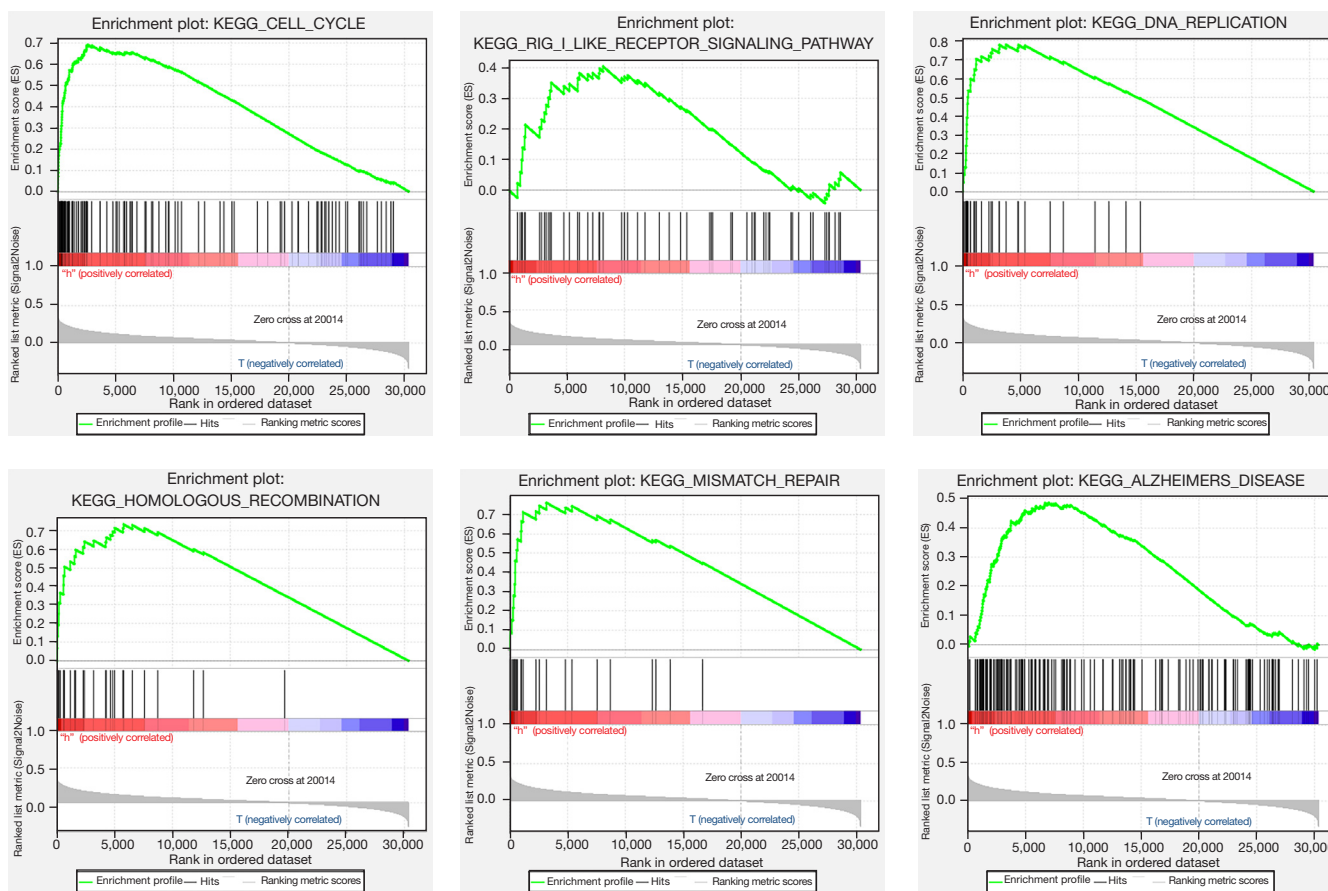 Enrichment plot: KEGG_CELL_CYCLE
Enrichment score (ES)
0.7
0.6
0.5
0.4
0.3
0.2
0.1
0.0
“h” (positively correlated)
Ranked list metric (Signal2Noise)
1.0
0.5
0.0
Zero cross at 20014
T (negatively correlated)
0 5,000 10,000 15,000 20,000 25,000 30,000
Rank in ordered dataset
Enrichment profile Hits Ranking metric scores
Enrichment plot:
KEGG_RIG_I_LIKE_RECEPTOR_SIGNALING_PATHWAY
Enrichment score (ES)
0.4
0.3
0.2
0.1
0.0
“h” (positively correlated)
Ranked list metric (Signal2Noise)
1.0
0.5
0.0
Zero cross at 20014
T (negatively correlated)
0 5,000 10,000 15,000 20,000 25,000 30,000
Rank in ordered dataset
Enrichment profile Hits Ranking metric scores
Enrichment plot: KEGG_DNA_REPLICATION
Enrichment score (ES)
0.8
0.7
0.6
0.5
0.4
0.3
0.2
0.1
0.0
“h” (positively correlated)
Ranked list metric (Signal2Noise)
1.0
0.5
0.0
Zero cross at 20014
T (negatively correlated)
0 5,000 10,000 15,000 20,000 25,000 30,000
Rank in ordered dataset
Enrichment profile Hits Ranking metric scores
Enrichment plot:
KEGG_HOMOLOGOUS_RECOMBINATION
Enrichment score (ES)
0.7
0.6
0.5
0.4
0.3
0.2
0.1
0.0
“h” (positively correlated)
Ranked list metric (Signal2Noise)
1.0
0.5
0.0
Zero cross at 20014
T (negatively correlated)
0 5,000 10,000 15,000 20,000 25,000 30,000
Rank in ordered dataset
Enrichment profile Hits Ranking metric scores
Enrichment plot: KEGG_MISMATCH_REPAIR
Enrichment score (ES)
0.7
0.6
0.5
0.4
0.3
0.2
0.1
0.0
“h” (positively correlated)
Ranked list metric (Signal2Noise)
1.0
0.5
0.0
Zero cross at 20014
T (negatively correlated)
0 5,000 10,000 15,000 20,000 25,000 30,000
Rank in ordered dataset
Enrichment profile Hits Ranking metric scores
Enrichment plot: KEGG_ALZHEIMERS_DISEASE
Enrichment score (ES)
0.5
0.4
0.3
0.2
0.1
0.0
“h” (positively correlated)
Ranked list metric (Signal2Noise)
1.0
0.5
0.0
Zero cross at 20014
T (negatively correlated)
0 5,000 10,000 15,000 20,000 25,000 30,000
Rank in ordered dataset
Enrichment profile Hits Ranking metric scores